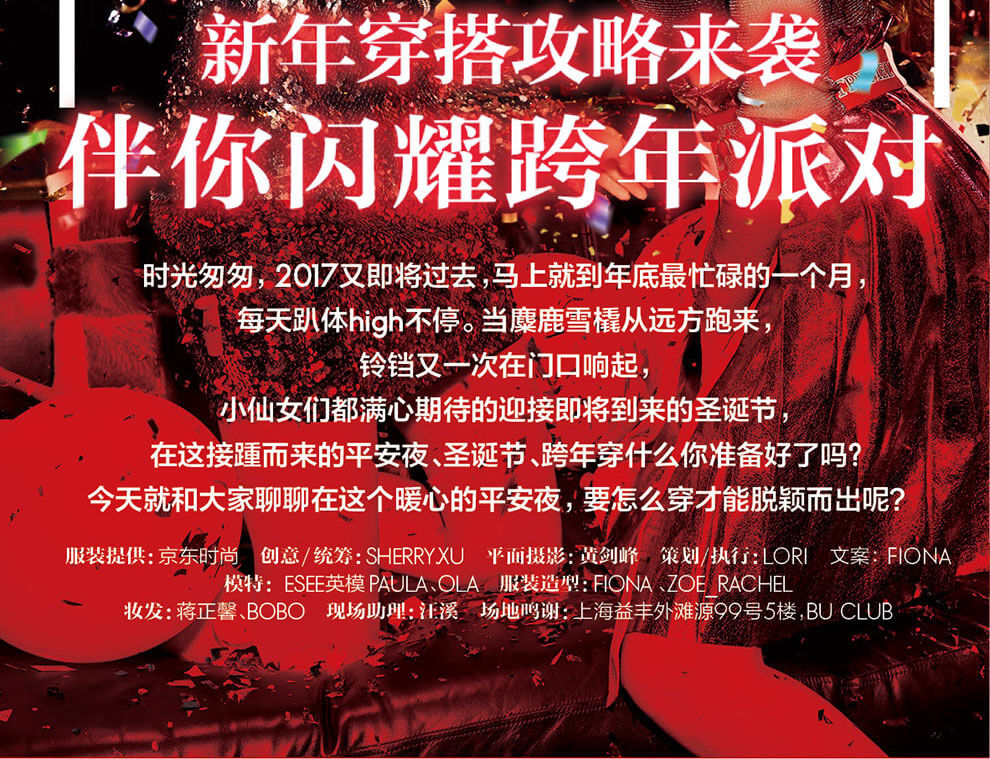 新年穿搭攻略来袭
伴你闪耀跨年派对
时光匆匆，2017又即将过去，马上就到年底最忙碌的一个月，
每天趴体high不停。当麋鹿雪橇从远方跑来，
铃铛又一次在门口响起，
小仙女们都满心期待的迎接即将到来的圣诞节，
在这接踵而来的平安夜、圣诞节、跨年穿什么你准备好了吗？
今天就和大家聊聊在这个暖心的平安夜，要怎么穿才能脱颖而出呢？
服装提供：京东时尚 创意/统筹：SHERRY.XU 平面摄影：黄剑峰 策划/执行：LORI 文案：FIONA
模特： ESEE英模 PAULA、OLA 服装造型：FIONA 、ZOE_RACHEL
妆发：蒋正馨、BOBO 现场助理：汪溪 场地鸣谢：上海益丰外滩源99号5楼，BU CLUB